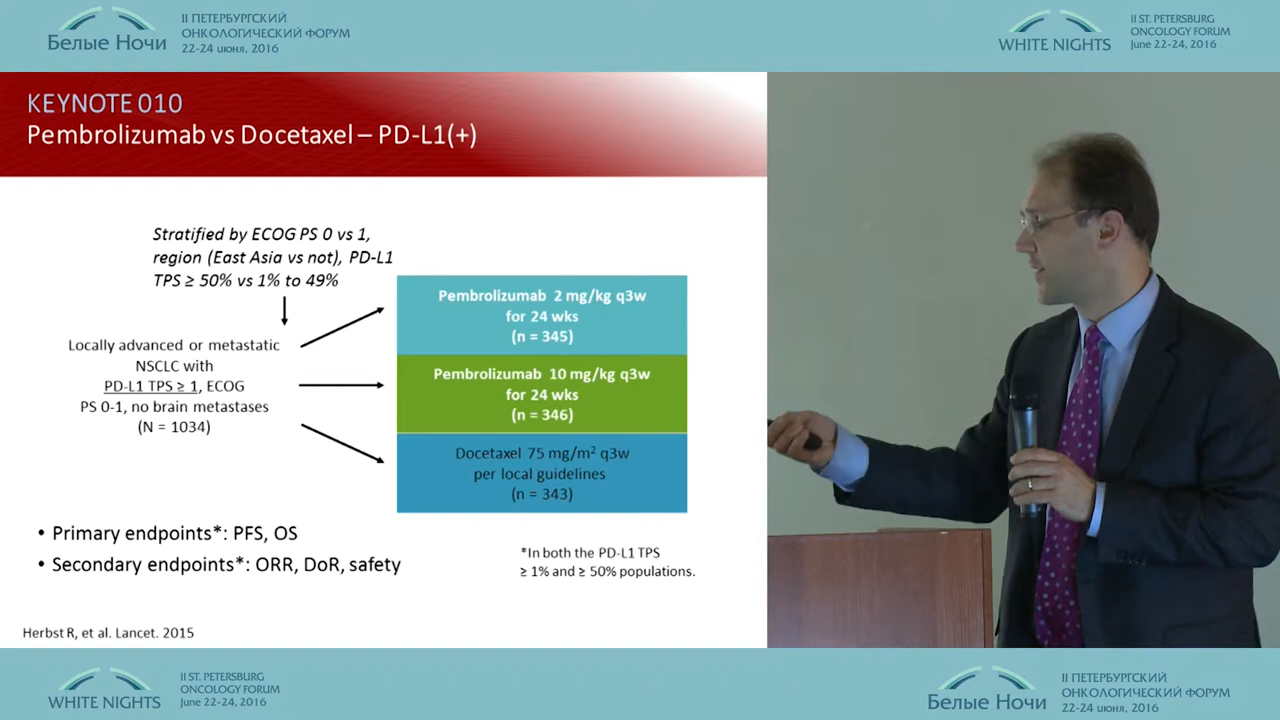 Белые Ночи
II ПЕТЕРБУРГСКИЙ
ОНКОЛОГИЧЕСКИЙ ФОРУМ
22-24 июня, 2016
WHITE NIGHTS
II ST. PETERSBURG
ONCOLOGY FORUM
June 22-24, 2016
KEYNOTE 010
Pembrolizumab vs Docetaxel – PD-L1(+)
Stratified by ECOG PS 0 vs 1,
region (East Asia vs not), PD-L1
TPS ≥ 50% vs 1% to 49%
Locally advanced or metastatic
NSCLC with
PD-L1 TPS ≥ 1, ECOG
PS 0-1, no brain metastases
(N = 1034)
Pembrolizumab 2 mg/kg q3w
for 24 wks
(n = 345)
Pembrolizumab 10 mg/kg q3w
for 24 wks
(n = 346)
Docetaxel 75 mg/m² q3w
per local guidelines
(n = 343)
• Primary endpoints*: PFS, OS
• Secondary endpoints*: ORR, DoR, safety
*In both the PD-L1 TPS
≥ 1% and ≥ 50% populations.
Herbst R, et al. Lancet. 2015
WHITE NIGHTS
II ST. PETERSBURG
ONCOLOGY FORUM
June 22-24, 2016
Белые Ночи
II ПЕТЕРБУРГСКИЙ
ОНКОЛОГИЧЕСКИЙ ФОРУМ
22-24 июня, 2016